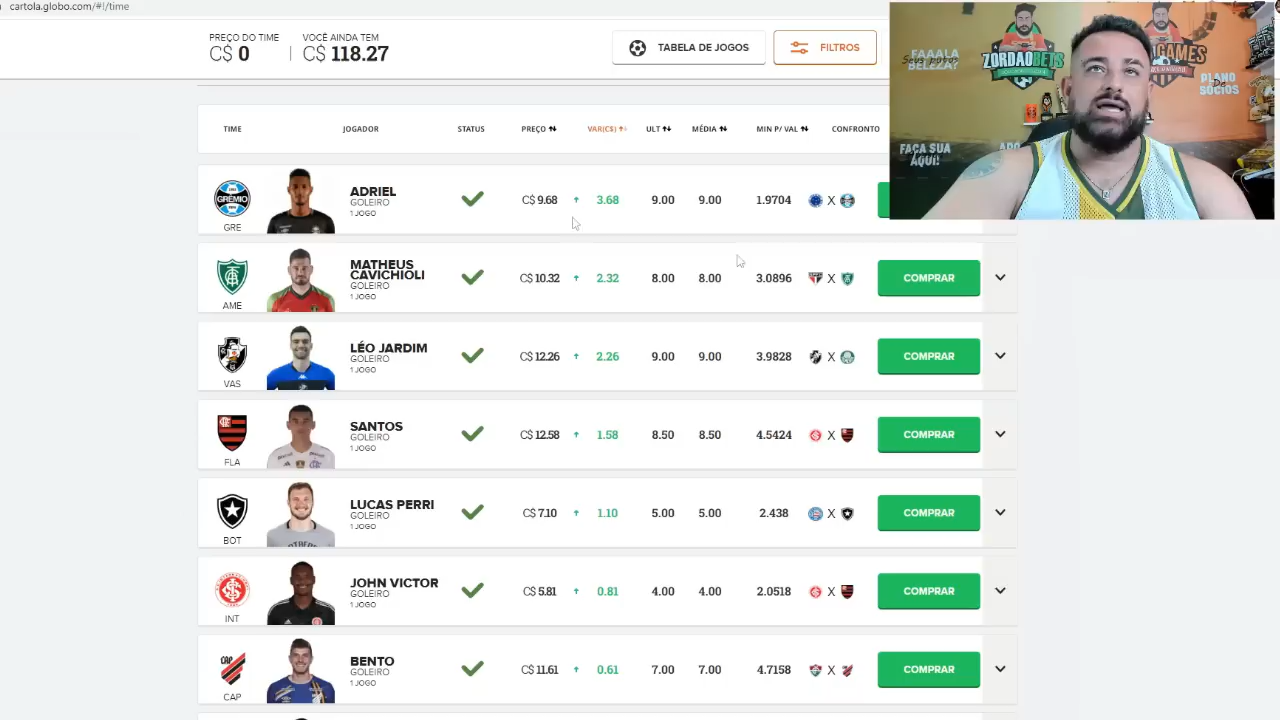 cartola.globo.com/#!/time
PREÇO DO TIME
C$ 0
VOCÊ AINDA TEM
C$ 118.27
TABELA DE JOGOS
FILTROS
TIME JOGADOR STATUS PREÇO VAR(C$) ULT MÉDIA MIN P/ VAL CONFRONTO
GRÊMIO
GRE
ADRIEL
GOLEIRO
1 JOGO
C$ 9.68 3.68 9.00 9.00 1.9704 X
AME
MATHEUS
CAVICHIOLI
GOLEIRO
1 JOGO
C$ 10.32 2.32 8.00 8.00 3.0896 X
COMPRAR
VAS
LÉO JARDIM
GOLEIRO
1 JOGO
C$ 12.26 2.26 9.00 9.00 3.9828 X
COMPRAR
FLA
SANTOS
GOLEIRO
1 JOGO
C$ 12.58 1.58 8.50 8.50 4.5424 X
COMPRAR
BOT
LUCAS PERRI
GOLEIRO
1 JOGO
C$ 7.10 1.10 5.00 5.00 2.438 X
COMPRAR
INT
JOHN VICTOR
GOLEIRO
1 JOGO
C$ 5.81 0.81 4.00 4.00 2.0518 X
COMPRAR
CAP
CAP
BENTO
GOLEIRO
1 JOGO
C$ 11.61 0.61 7.00 7.00 4.7158 X
COMPRAR
FAAALA
BELEZA?
ZORDAOBETS
GAMES
PLANO
De
SÓCIOS
FAÇA SUA
AQUI!